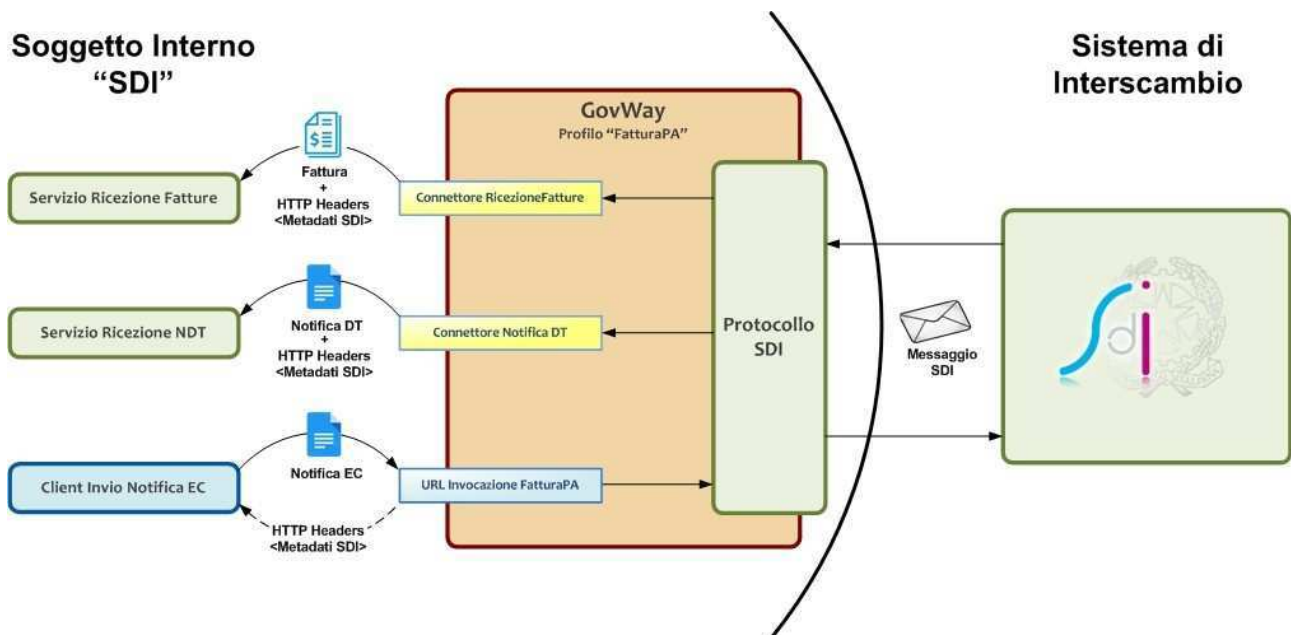 Soggetto Interno
“SDI”
Sistema di
Interscambio
GovWay
Profilo “FatturaPA”
Fattura
+
HTTP Headers
<Metadati SDI>
Servizio Ricezione Fatture
Connettore RicezioneFatture
Notifica DT
+
HTTP Headers
<Metadati SDI>
Servizio Ricezione NDT
Connettore Notifica DT
Protocollo
SDI
Messaggio
SDI
Sdi
Notifica EC
Client Invio Notifica EC
URL Invocazione FatturaPA
HTTP Headers
<Metadati SDI>